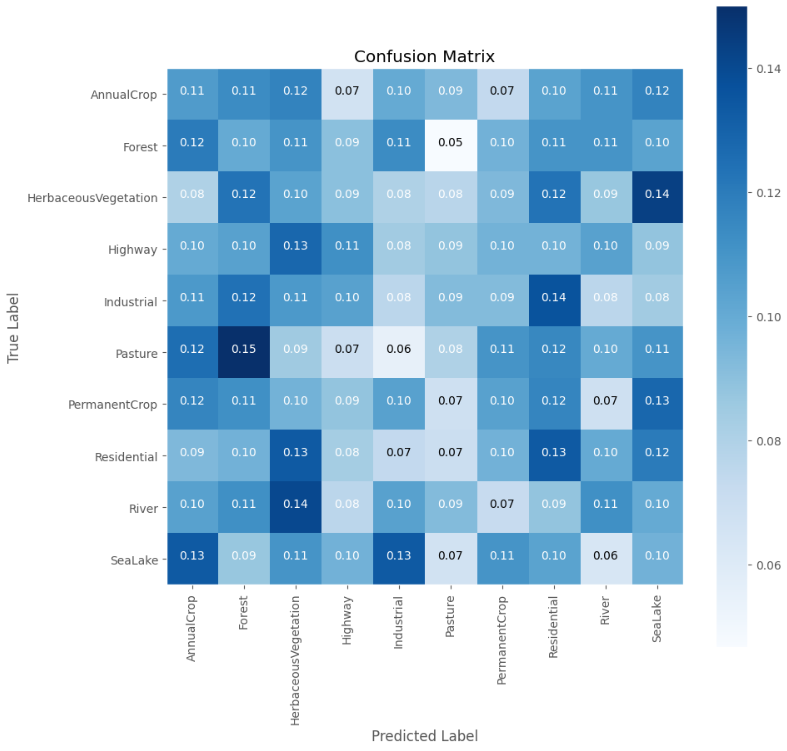 Confusion Matrix
True Label
AnnualCrop 0.11 0.11 0.12 0.07 0.10 0.09 0.07 0.10 0.11 0.12
Forest 0.12 0.10 0.11 0.09 0.11 0.05 0.10 0.11 0.11 0.10
HerbaceousVegetation 0.08 0.12 0.10 0.09 0.08 0.08 0.09 0.12 0.09 0.14
Highway 0.10 0.10 0.13 0.11 0.08 0.09 0.10 0.10 0.10 0.09
Industrial 0.11 0.12 0.11 0.10 0.08 0.09 0.09 0.14 0.08 0.08
Pasture 0.12 0.15 0.09 0.07 0.06 0.08 0.11 0.12 0.10 0.11
PermanentCrop 0.12 0.11 0.10 0.09 0.10 0.07 0.10 0.12 0.07 0.13
Residential 0.09 0.10 0.13 0.08 0.07 0.07 0.10 0.13 0.10 0.12
River 0.10 0.11 0.14 0.08 0.10 0.09 0.07 0.09 0.11 0.10
SeaLake 0.13 0.09 0.11 0.10 0.13 0.07 0.11 0.10 0.06 0.10
AnnualCrop
Forest
HerbaceousVegetation
Highway
Industrial
Pasture
PermanentCrop
Residential
River
SeaLake
Predicted Label
0.14
0.12
0.10
0.08
0.06